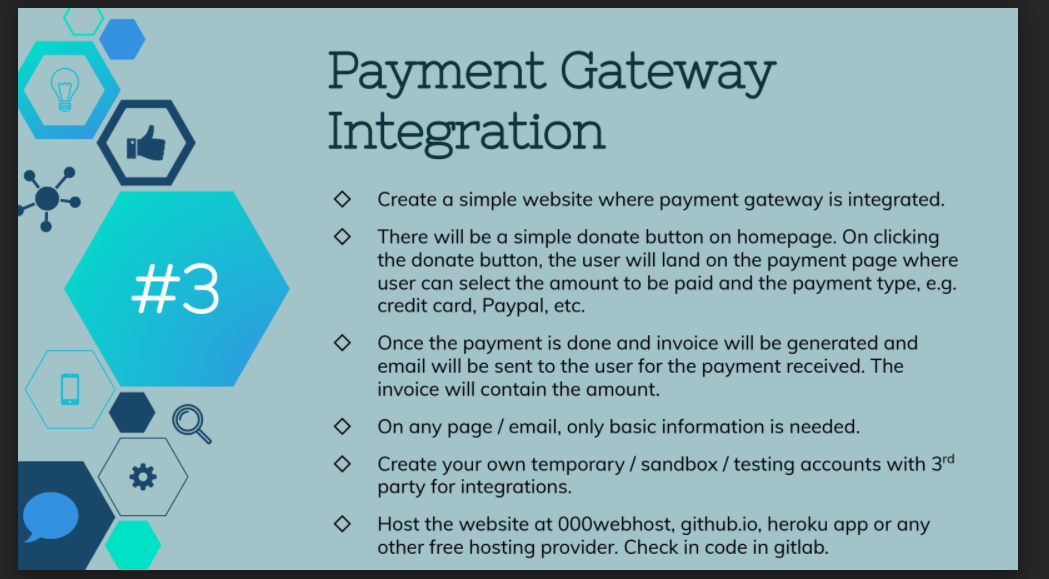 Payment Gateway
Integration
#3
Create a simple website where payment gateway is integrated.
There will be a simple donate button on homepage. On clicking
the donate button, the user will land on the payment page where
user can select the amount to be paid and the payment type, e.g.
credit card, Paypal, etc.
Once the payment is done and invoice will be generated and
email will be sent to the user for the payment received. The
invoice will contain the amount.
On any page / email, only basic information is needed.
Create your own temporary / sandbox / testing accounts with 3rd
party for integrations.
Host the website at 000webhost, github.io, heroku app or any
other free hosting provider. Check in code in gitlab.